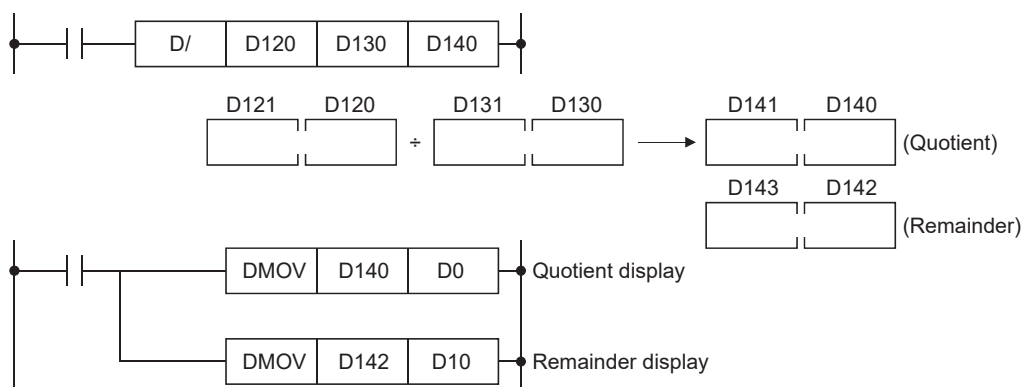 D/ D120 D130 D140
D121 D120 D131 D130 D141 D140
÷ (Quotient)
D143 D142
(Remainder)
DMOV D140 D0 Quotient display
DMOV D142 D10 Remainder display